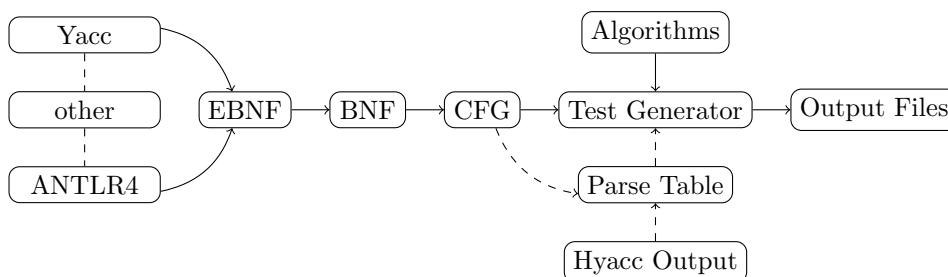 Yacc
Algorithms
other
EBNF
BNF
CFG
Test Generator
Output Files
ANTLR4
Parse Table
Hyacc Output